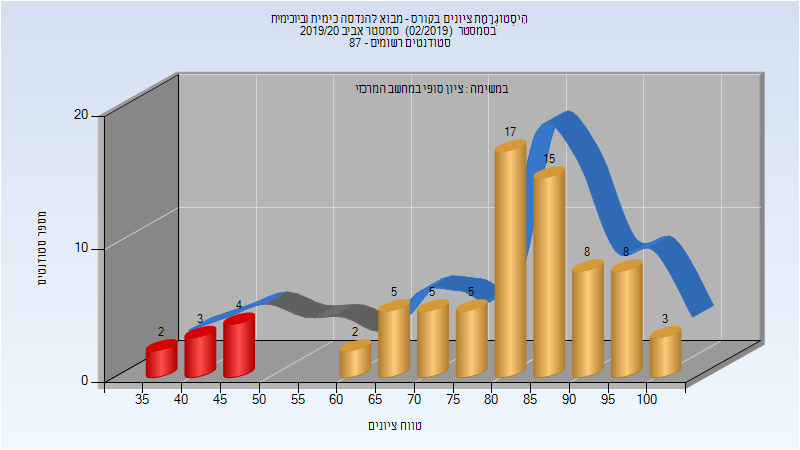 היסטוגרמת ציונים בקורס - מבוא להנדסה כימית וביוכימית
בסמסטר (02/2019) סמסטר אביב 2019/20
סטודנטים רשומים - 87
במשימה : ציון סופי במחשב המרכזי
20
10
0
מספר סטודנטים
2
3
4
2
5
5
5
17
15
8
8
3
35 40 45 50 55 60 65 70 75 80 85 90 95 100
טווח ציונים